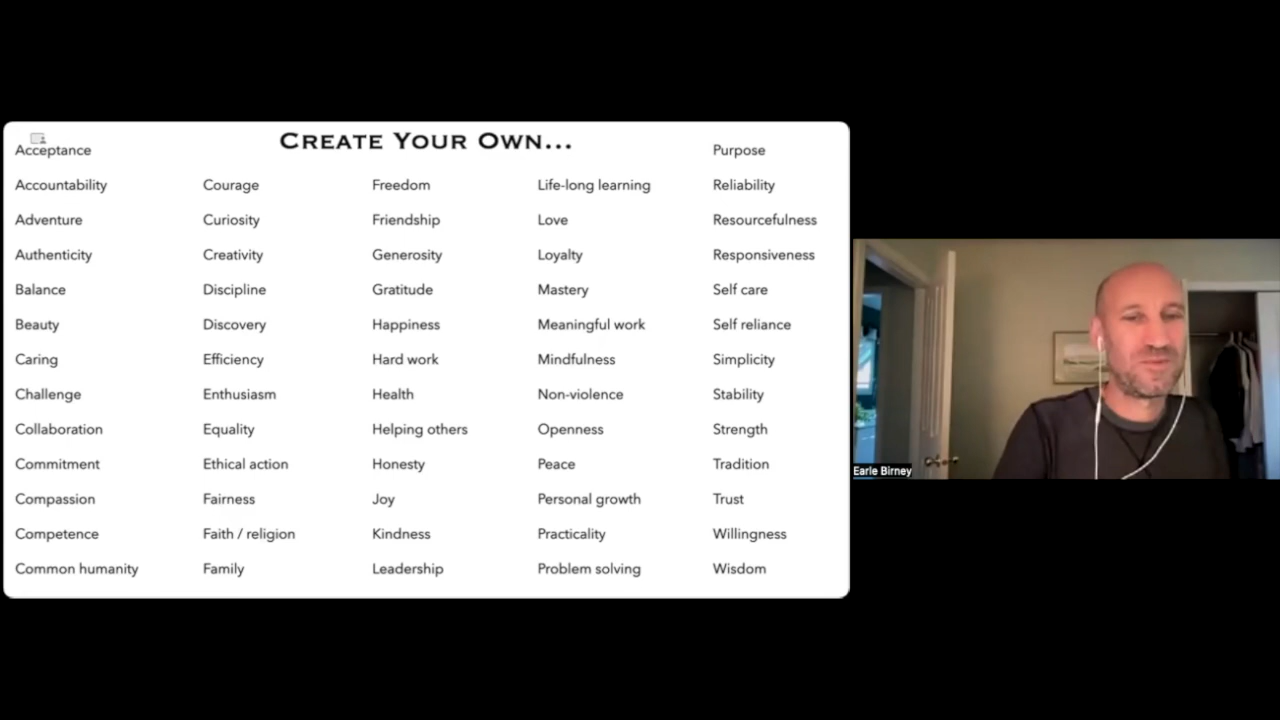 Create Your Own...
Acceptance
Accountability
Adventure
Authenticity
Balance
Beauty
Caring
Challenge
Collaboration
Commitment
Compassion
Competence
Common humanity
Courage
Curiosity
Creativity
Discipline
Discovery
Efficiency
Enthusiasm
Equality
Ethical action
Fairness
Faith / religion
Family
Freedom
Friendship
Generosity
Gratitude
Happiness
Hard work
Health
Helping others
Honesty
Joy
Kindness
Leadership
Life-long learning
Love
Loyalty
Mastery
Meaningful work
Mindfulness
Non-violence
Openness
Peace
Personal growth
Practicality
Problem solving
Purpose
Reliability
Resourcefulness
Responsiveness
Self care
Self reliance
Simplicity
Stability
Strength
Tradition
Trust
Willingness
Wisdom
Earle Birney